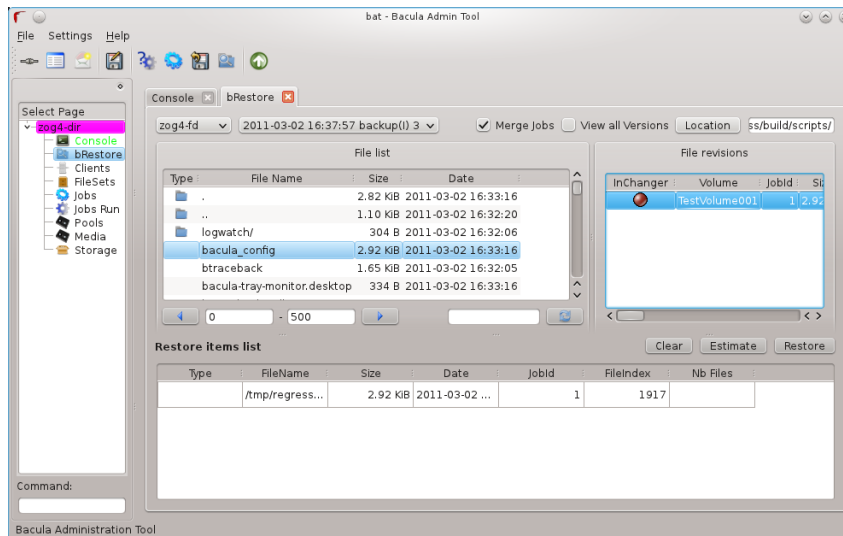 bat - Bacula Admin Tool
File Settings Help
Select Page
zog4-dir
Console
bRestore
Clients
FileSets
Jobs
Jobs Run
Pools
Media
Storage
Command:
Console bRestore
zog4-fd 2011-03-02 16:37:57 backup(I) 3 Merge Jobs View all Versions Location ss/build/scripts/
File list
Type File Name Size Date
. 2.82 KiB 2011-03-02 16:33:16
.. 1.10 KiB 2011-03-02 16:32:20
logwatch/ 304 B 2011-03-02 16:32:06
bacula_config 2.92 KiB 2011-03-02 16:33:16
btraceback 1.65 KiB 2011-03-02 16:32:05
bacula-tray-monitor.desktop 334 B 2011-03-02 16:33:16
0 - 500
File revisions
InChanger Volume JobId Si
TestVolume001 1 2.92
Restore items list Clear Estimate Restore
Type FileName Size Date JobId FileIndex Nb Files
/tmp/regress... 2.92 KiB 2011-03-02 ... 1 1917
Bacula Administration Tool